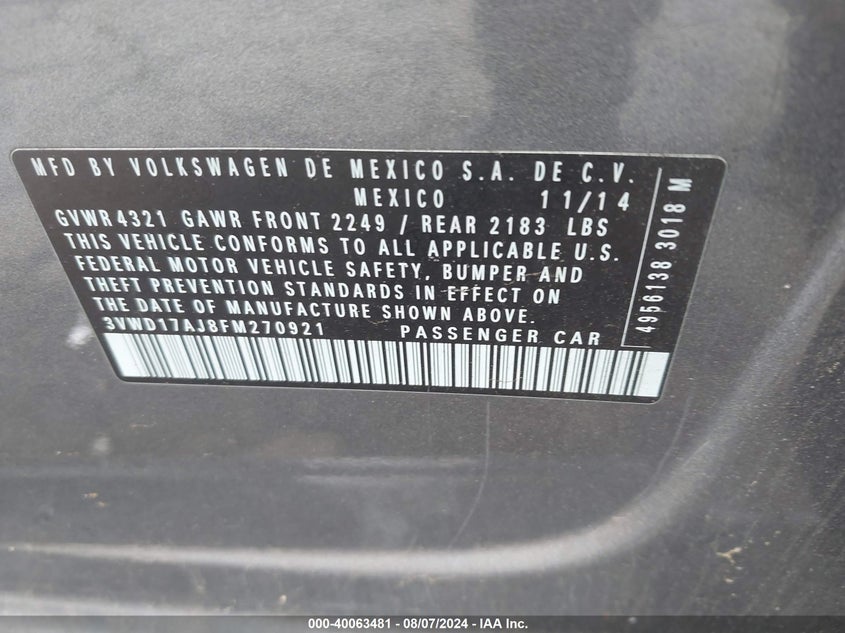 MFD BY VOLKSWAGEN DE MEXICO S.A. DE C.V.
MEXICO 11/14
GVWR 4321 GAWR FRONT 2249 / REAR 2183 LBS
THIS VEHICLE CONFORMS TO ALL APPLICABLE U.S.
FEDERAL MOTOR VEHICLE SAFETY, BUMPER AND
THEFT PREVENTION STANDARDS IN EFFECT ON
THE DATE OF MANUFACTURE SHOWN ABOVE.
3VWD17AJ8FM270921 PASSENGER CAR
4956138 3018 M
000-40063481 - 08/07/2024 - IAA Inc.